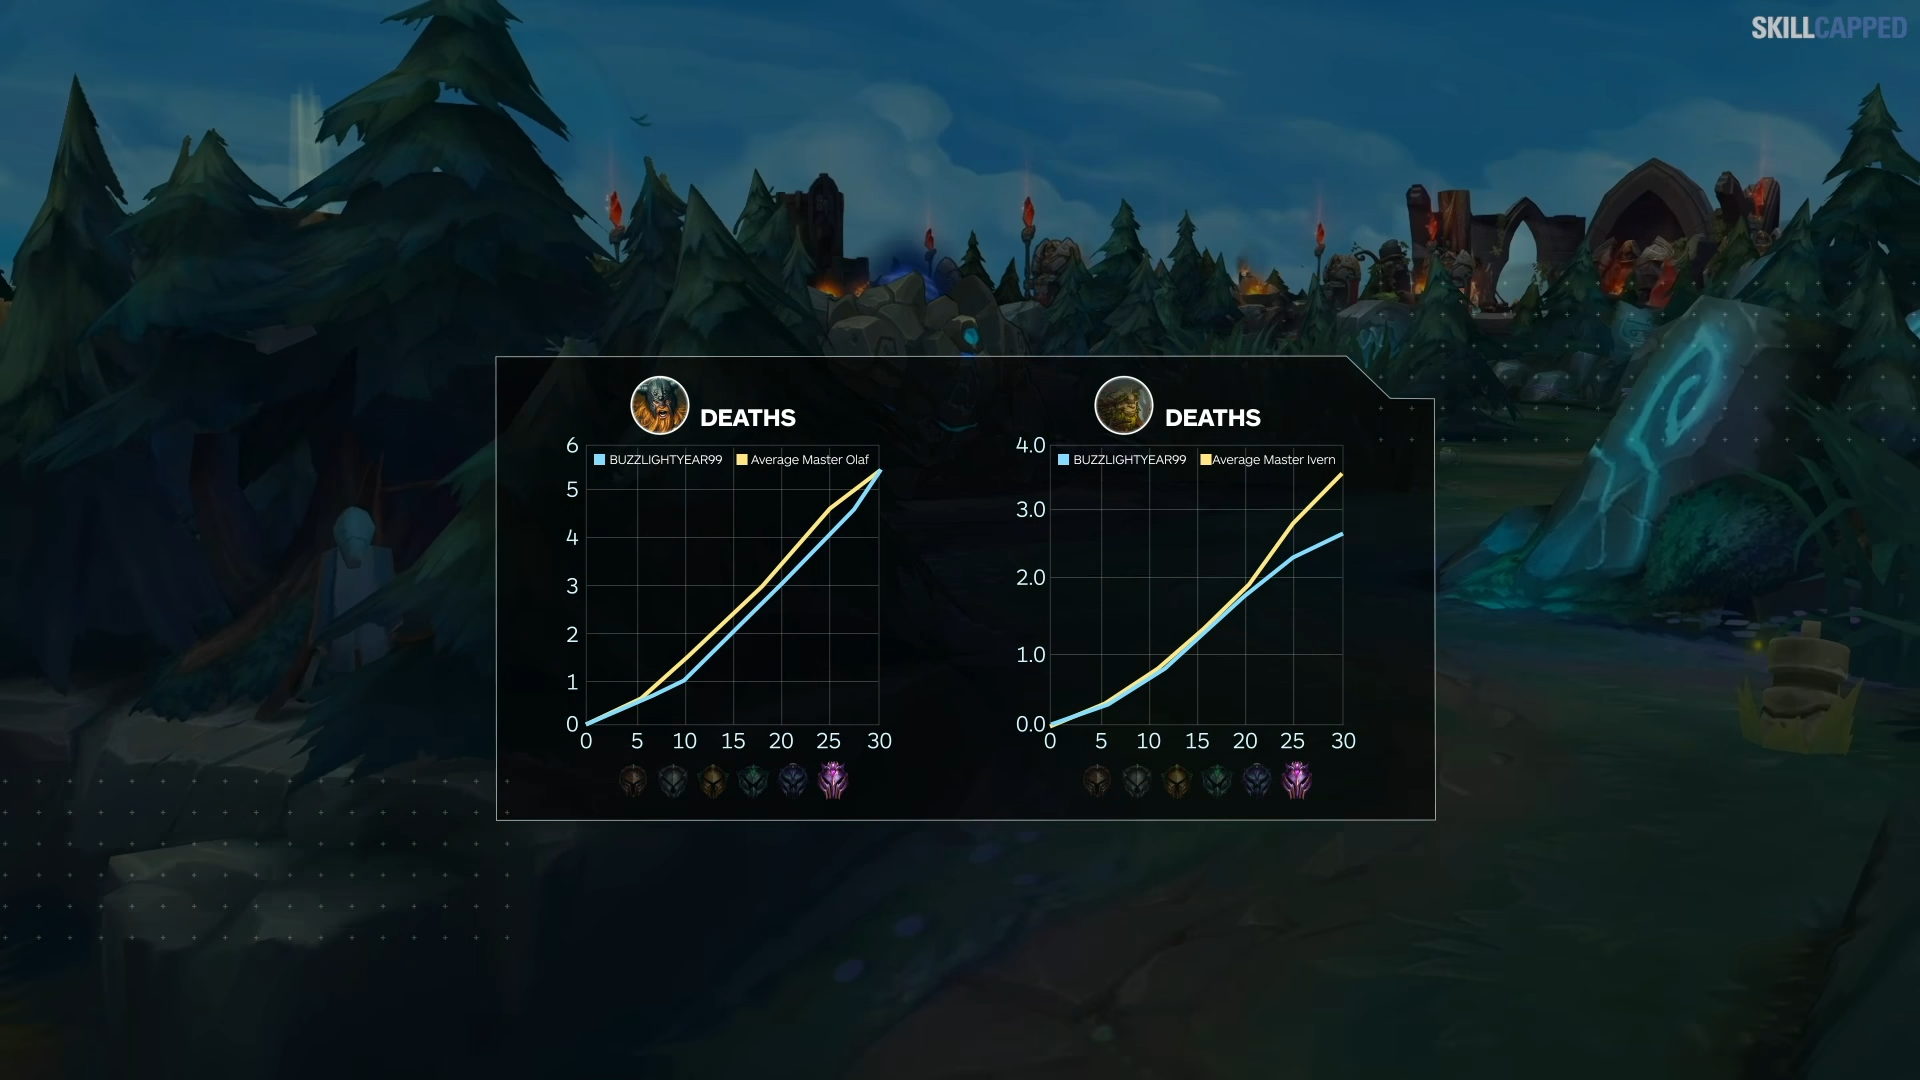 SKILLCAPPED
DEATHS
BUZZLIGHTYEAR99 Average Master Olaf
6
5
4
3
2
1
0
0 5 10 15 20 25 30
DEATHS
BUZZLIGHTYEAR99 Average Master Ivern
4.0
3.0
2.0
1.0
0.0
0 5 10 15 20 25 30